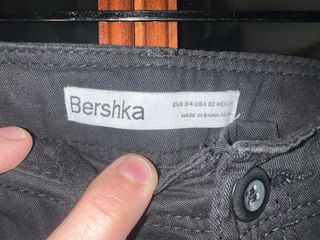 Bershka
EUR 34 USA 02 MEX 24
MADE IN BANGLADESH